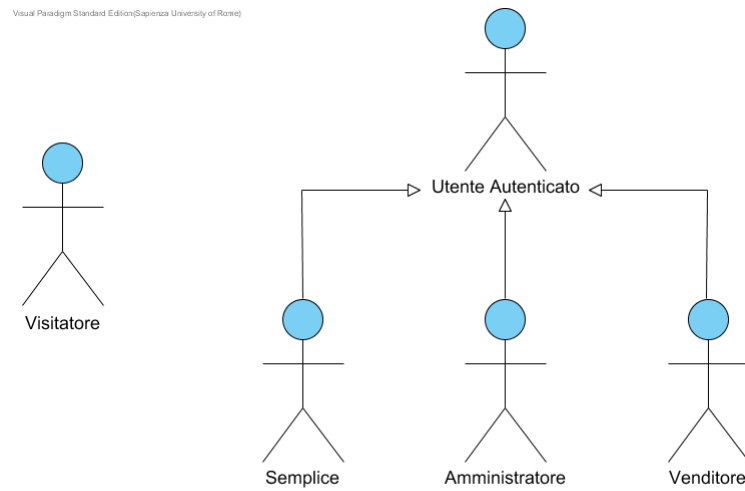 Visual Paradigm Standard Edition(Sapienza University of Rome)
Utente Autenticato
Visitatore
Semplice
Amministratore
Venditore